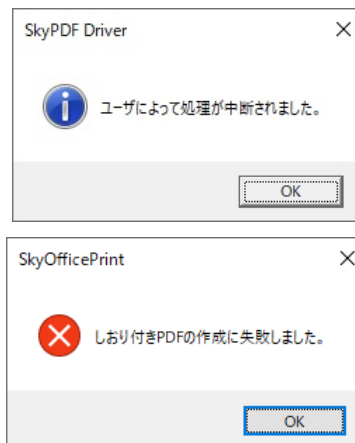 SkyPDF Driver
ユーザによって処理が中断されました。
OK
SkyOfficePrint
しおり付きPDFの作成に失敗しました。
OK